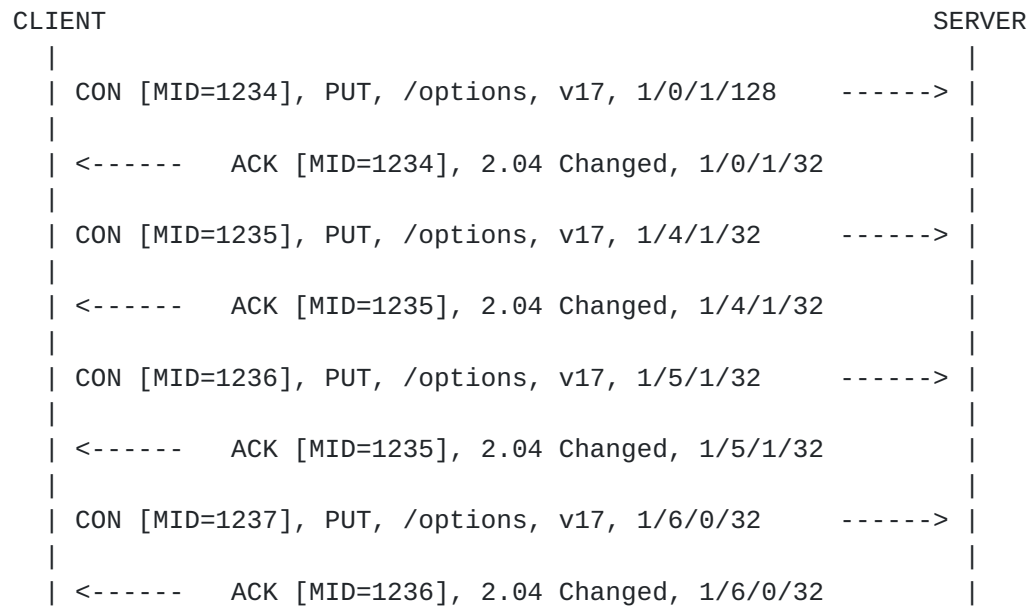 CLIENT                                                     SERVER
  |                                                          |
  | CON [MID=1234], PUT, /options, v17, 1/0/1/128    ------> |
  |                                                          |
  | <------   ACK [MID=1234], 2.04 Changed, 1/0/1/32         |
  |                                                          |
  | CON [MID=1235], PUT, /options, v17, 1/4/1/32     ------> |
  |                                                          |
  | <------   ACK [MID=1235], 2.04 Changed, 1/4/1/32         |
  |                                                          |
  | CON [MID=1236], PUT, /options, v17, 1/5/1/32     ------> |
  |                                                          |
  | <------   ACK [MID=1235], 2.04 Changed, 1/5/1/32         |
  |                                                          |
  | CON [MID=1237], PUT, /options, v17, 1/6/0/32     ------> |
  |                                                          |
  | <------   ACK [MID=1236], 2.04 Changed, 1/6/0/32         |